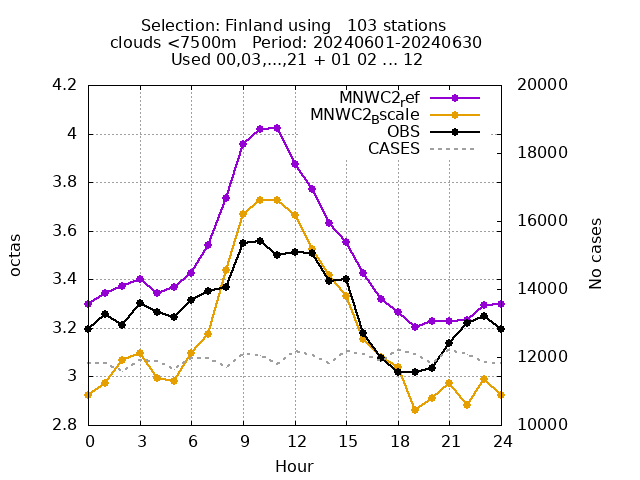 Selection: Finland using   103 stations
clouds <7500m   Period: 20240601-20240630
Used 00,03,...,21 + 01 02 ... 12
4.2
4
3.8
3.6
3.4
3.2
3
2.8
octas
20000
18000
16000
14000
12000
10000
No cases
MNWC2ref
MNWC2Bscale
OBS
CASES
0 3 6 9 12 15 18 21 24
Hour